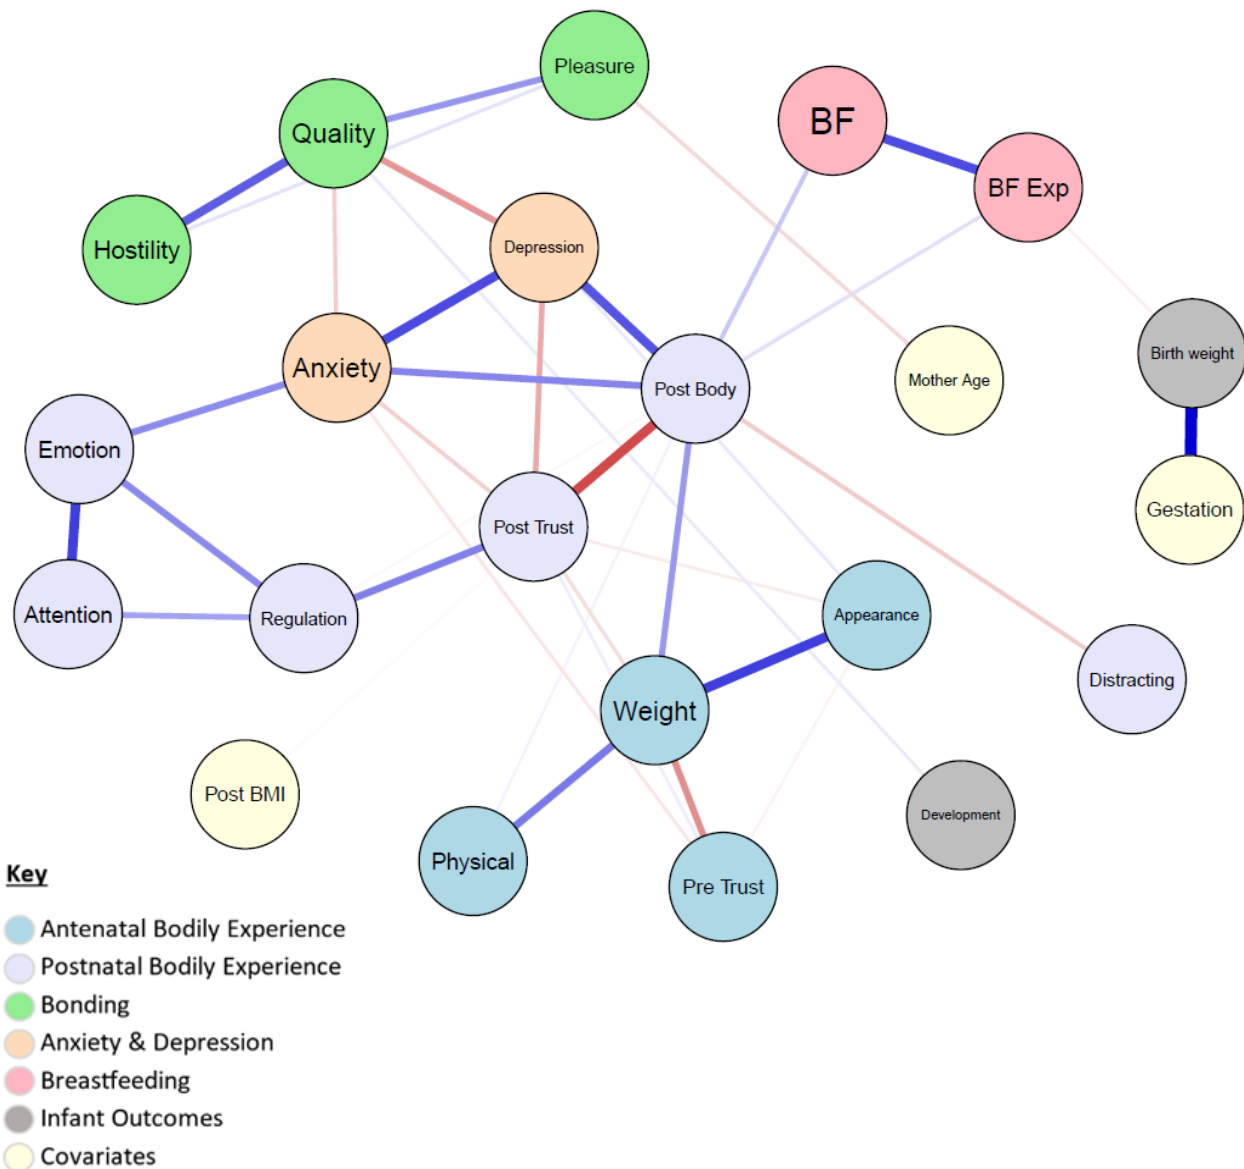 Pleasure
BF
Quality
BF Exp
Hostility
Depression
Birth weight
Anxiety
Mother Age
Post Body
Emotion
Gestation
Post Trust
Attention
Regulation
Appearance
Distracting
Weight
Post BMI
Development
Physical
Pre Trust
Key
Antenatal Bodily Experience
Postnatal Bodily Experience
Bonding
Anxiety & Depression
Breastfeeding
Infant Outcomes
Covariates